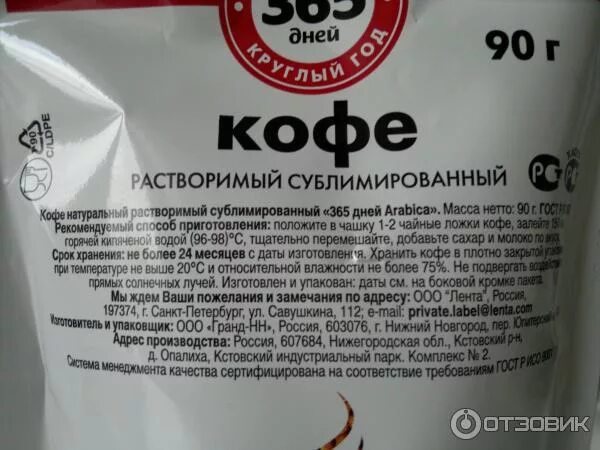 365
дней
КРУГЛЫЙ ГОД
90 г
C/LDPE
кофе
РАСТВОРИМЫЙ СУБЛИМИРОВАННЫЙ
Кофе натуральный растворимый сублимированный «365 дней Arabica». Масса нетто: 90 г. ГОСТ Р
Рекомендуемый способ приготовления: положите в чашку 1-2 чайные ложки кофе, залейте
горячей кипяченой водой (96-98)°С, тщательно перемешайте, добавьте сахар и молоко по вкусу.
Срок хранения: не более 24 месяцев с даты изготовления. Хранить кофе в плотно закрытой
при температуре не выше 20°С и относительной влажности не более 75%. Не подвергать
прямых солнечных лучей. Изготовлен и упакован: даты см. на боковой кромке пакета.
Мы ждем Ваши пожелания и замечания по адресу: ООО "Лента", Россия,
197374, г. Санкт-Петербург, ул. Савушкина, 112; e-mail: private.label@lenta.com
Изготовитель и упаковщик: ООО «Гранд-НН», Россия, 603076, г. Нижний Новгород, пер.
Адрес производства: Россия, 607684, Нижегородская обл., Кстовский р-н,
д. Опалиха, Кстовский индустриальный парк. Комплекс № 2.
Система менеджмента качества сертифицирована на соответствие требованиям ГОСТ Р ИСО
ОТЗОВИК